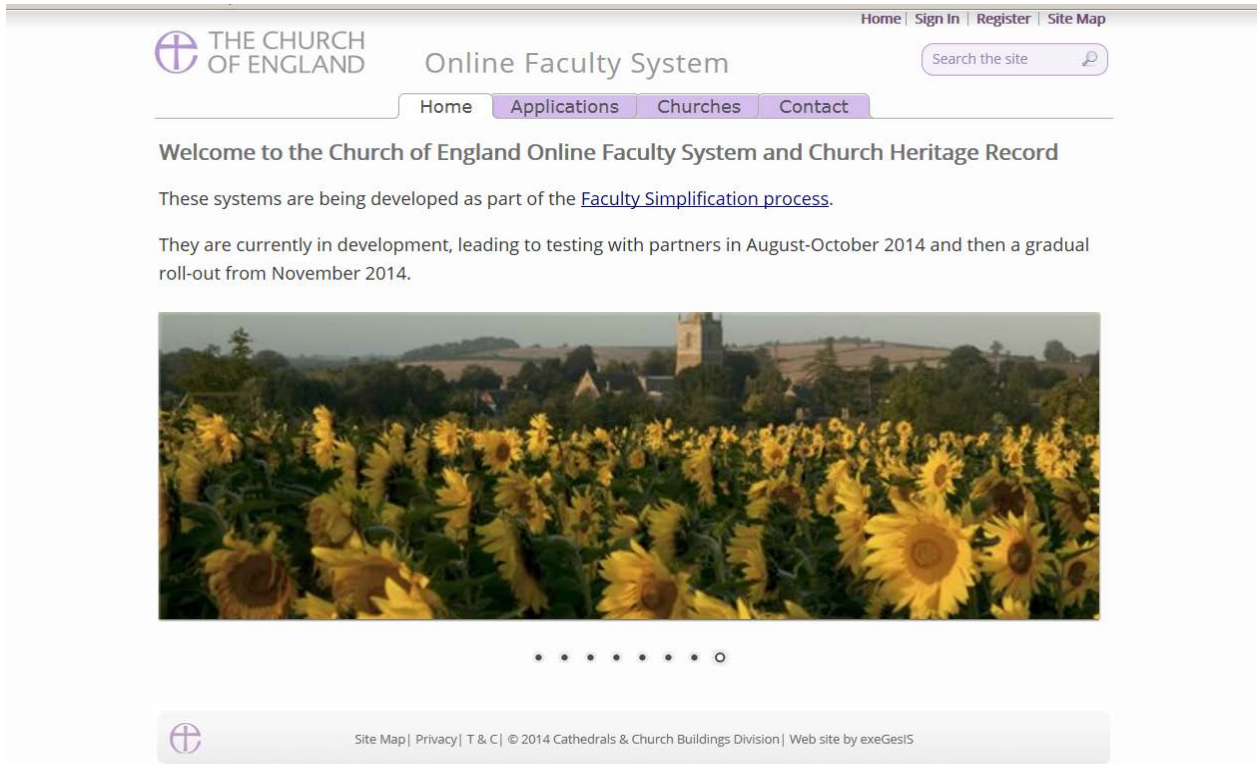 Home | Sign In | Register | Site Map
THE CHURCH
OF ENGLAND
Online Faculty System
Search the site
Home Applications Churches Contact
Welcome to the Church of England Online Faculty System and Church Heritage Record
These systems are being developed as part of the Faculty Simplification process.
They are currently in development, leading to testing with partners in August-October 2014 and then a gradual
roll-out from November 2014.
Site Map| Privacy| T & C| © 2014 Cathedrals & Church Buildings Division| Web site by exeGesIS